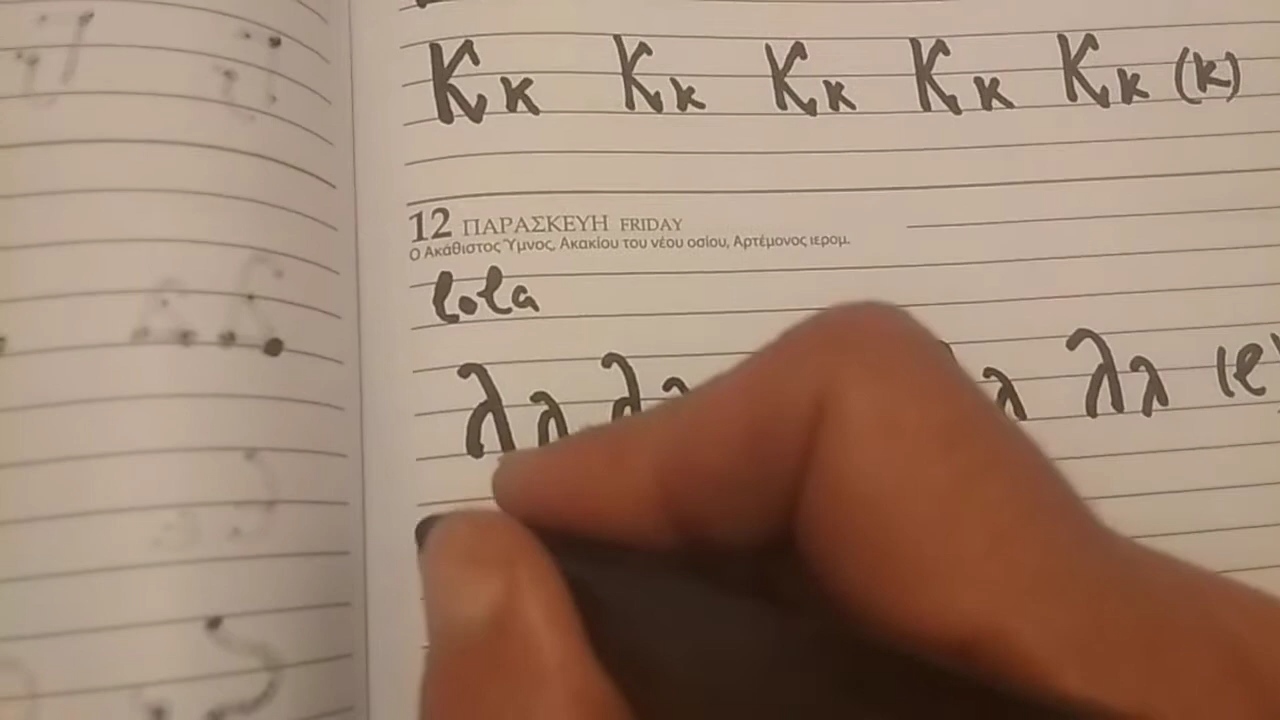 Κκ Κκ Κκ Κκ Κκ (k)
12 ΠΑΡΑΣΚΕΥΗ FRIDAY
Ο Ακάθιστος Ύμνος, Ακακίου του νέου οσίου, Αρτέμονος ιερομ.
lola
λλ λλ λ λλ (l)